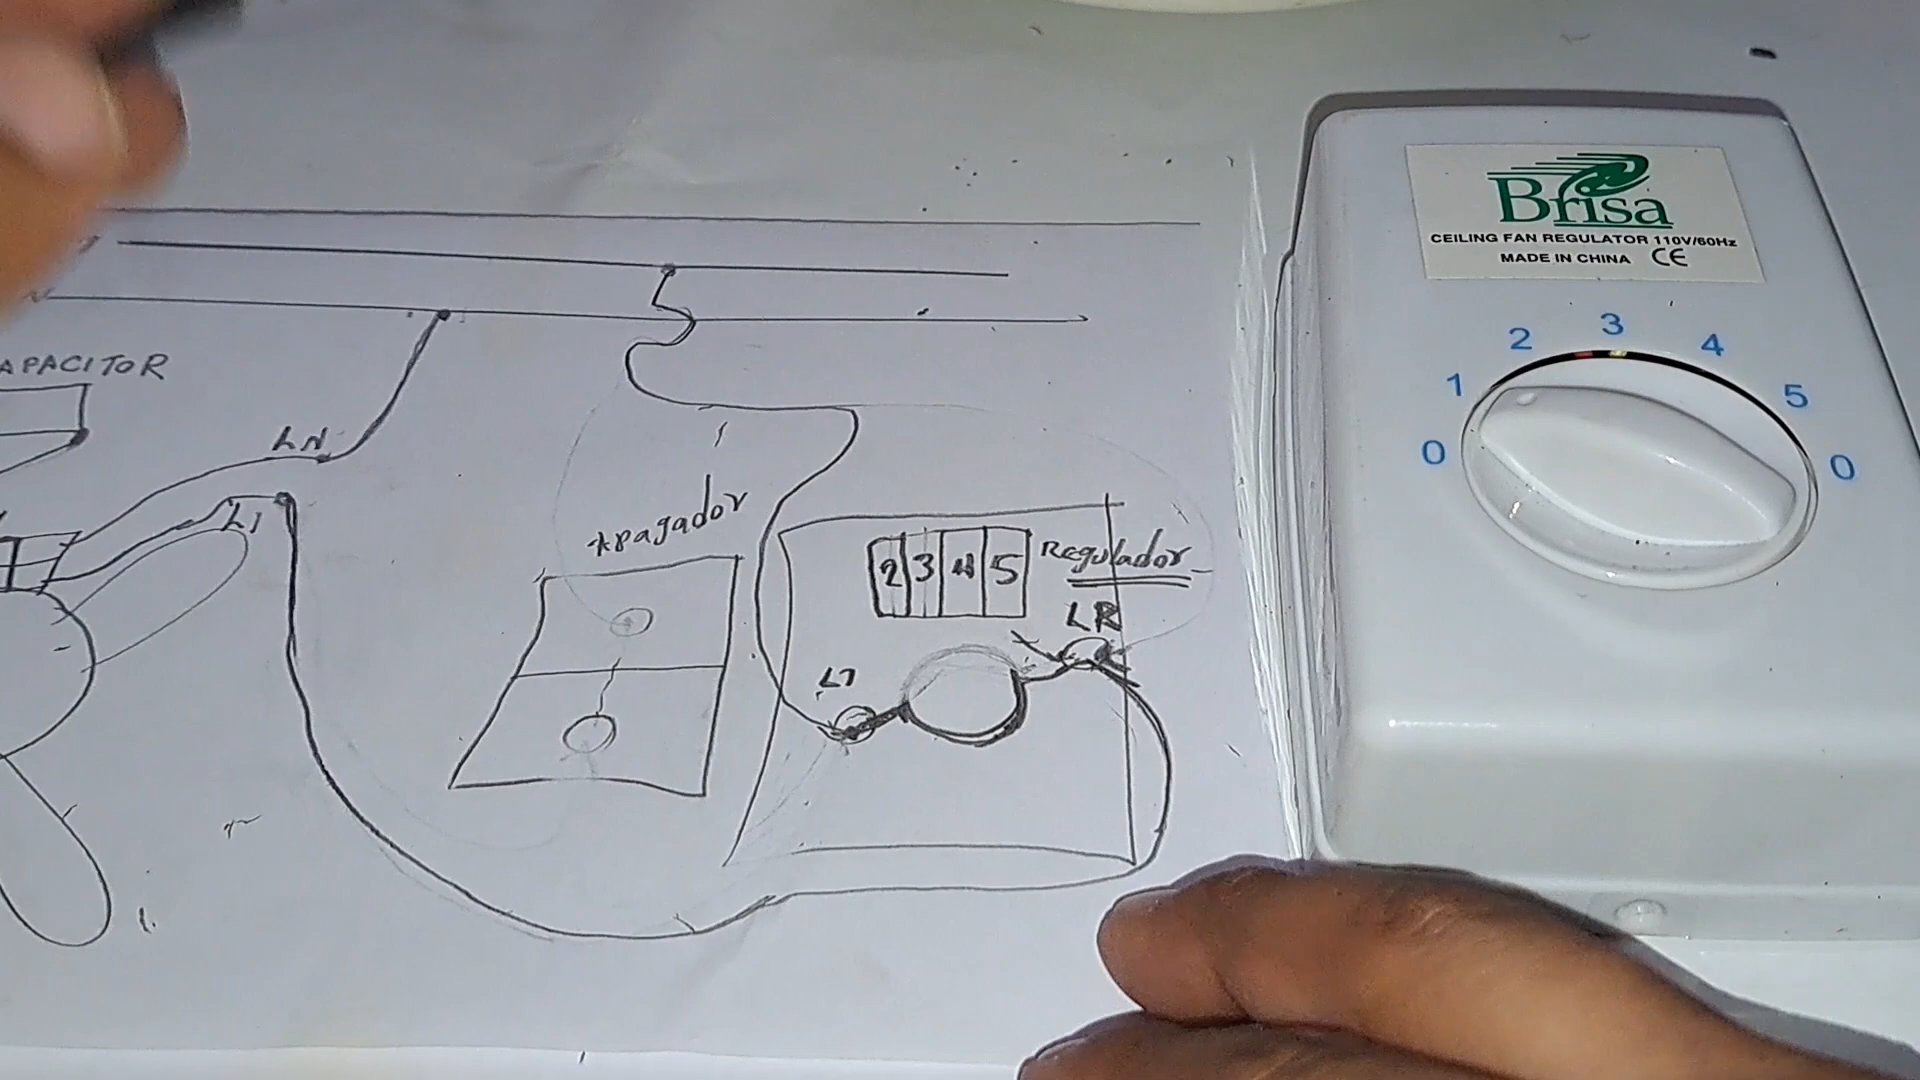 Brisa
CEILING FAN REGULATOR 110V/60Hz
MADE IN CHINA CE
0 1 2 3 4 5 0
APACITOR
LN
L1
Apagador
2 3 4 5
Regulador
LR